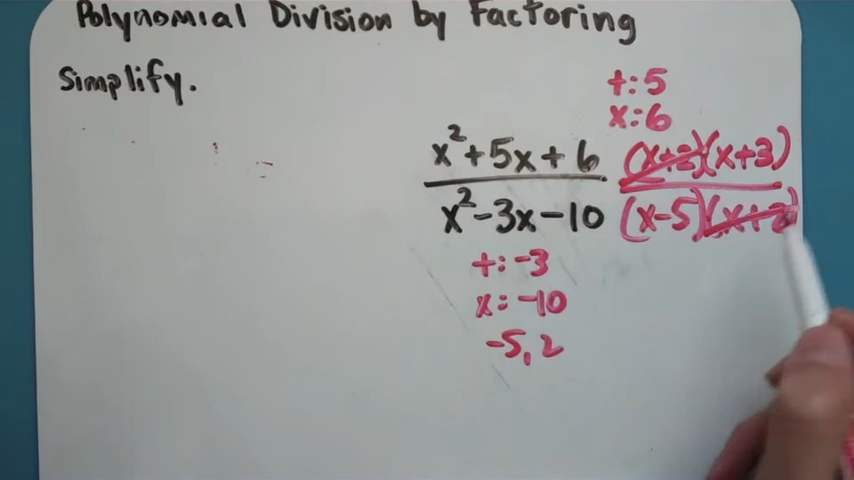 Polynomial Division by Factoring
Simplify.
+: 5
x: 6
x²+5x+6
(x+2)(x+3)
x²-3x-10
(x-5)(x+2)
+: -3
x: -10
-5, 2